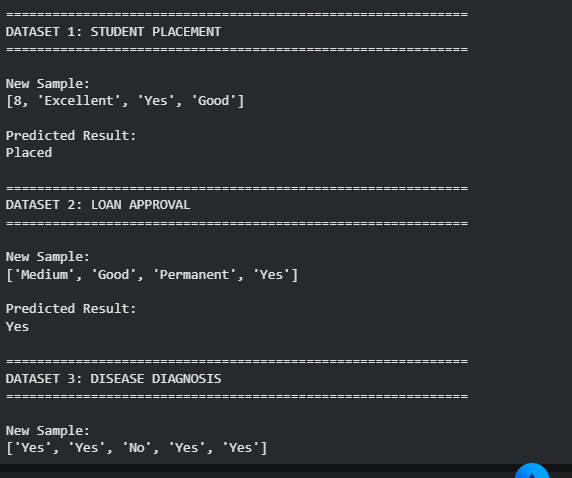 ============================================================
DATASET 1: STUDENT PLACEMENT
============================================================
New Sample:
[8, 'Excellent', 'Yes', 'Good']
Predicted Result:
Placed
============================================================
DATASET 2: LOAN APPROVAL
============================================================
New Sample:
['Medium', 'Good', 'Permanent', 'Yes']
Predicted Result:
Yes
============================================================
DATASET 3: DISEASE DIAGNOSIS
============================================================
New Sample:
['Yes', 'Yes', 'No', 'Yes', 'Yes']